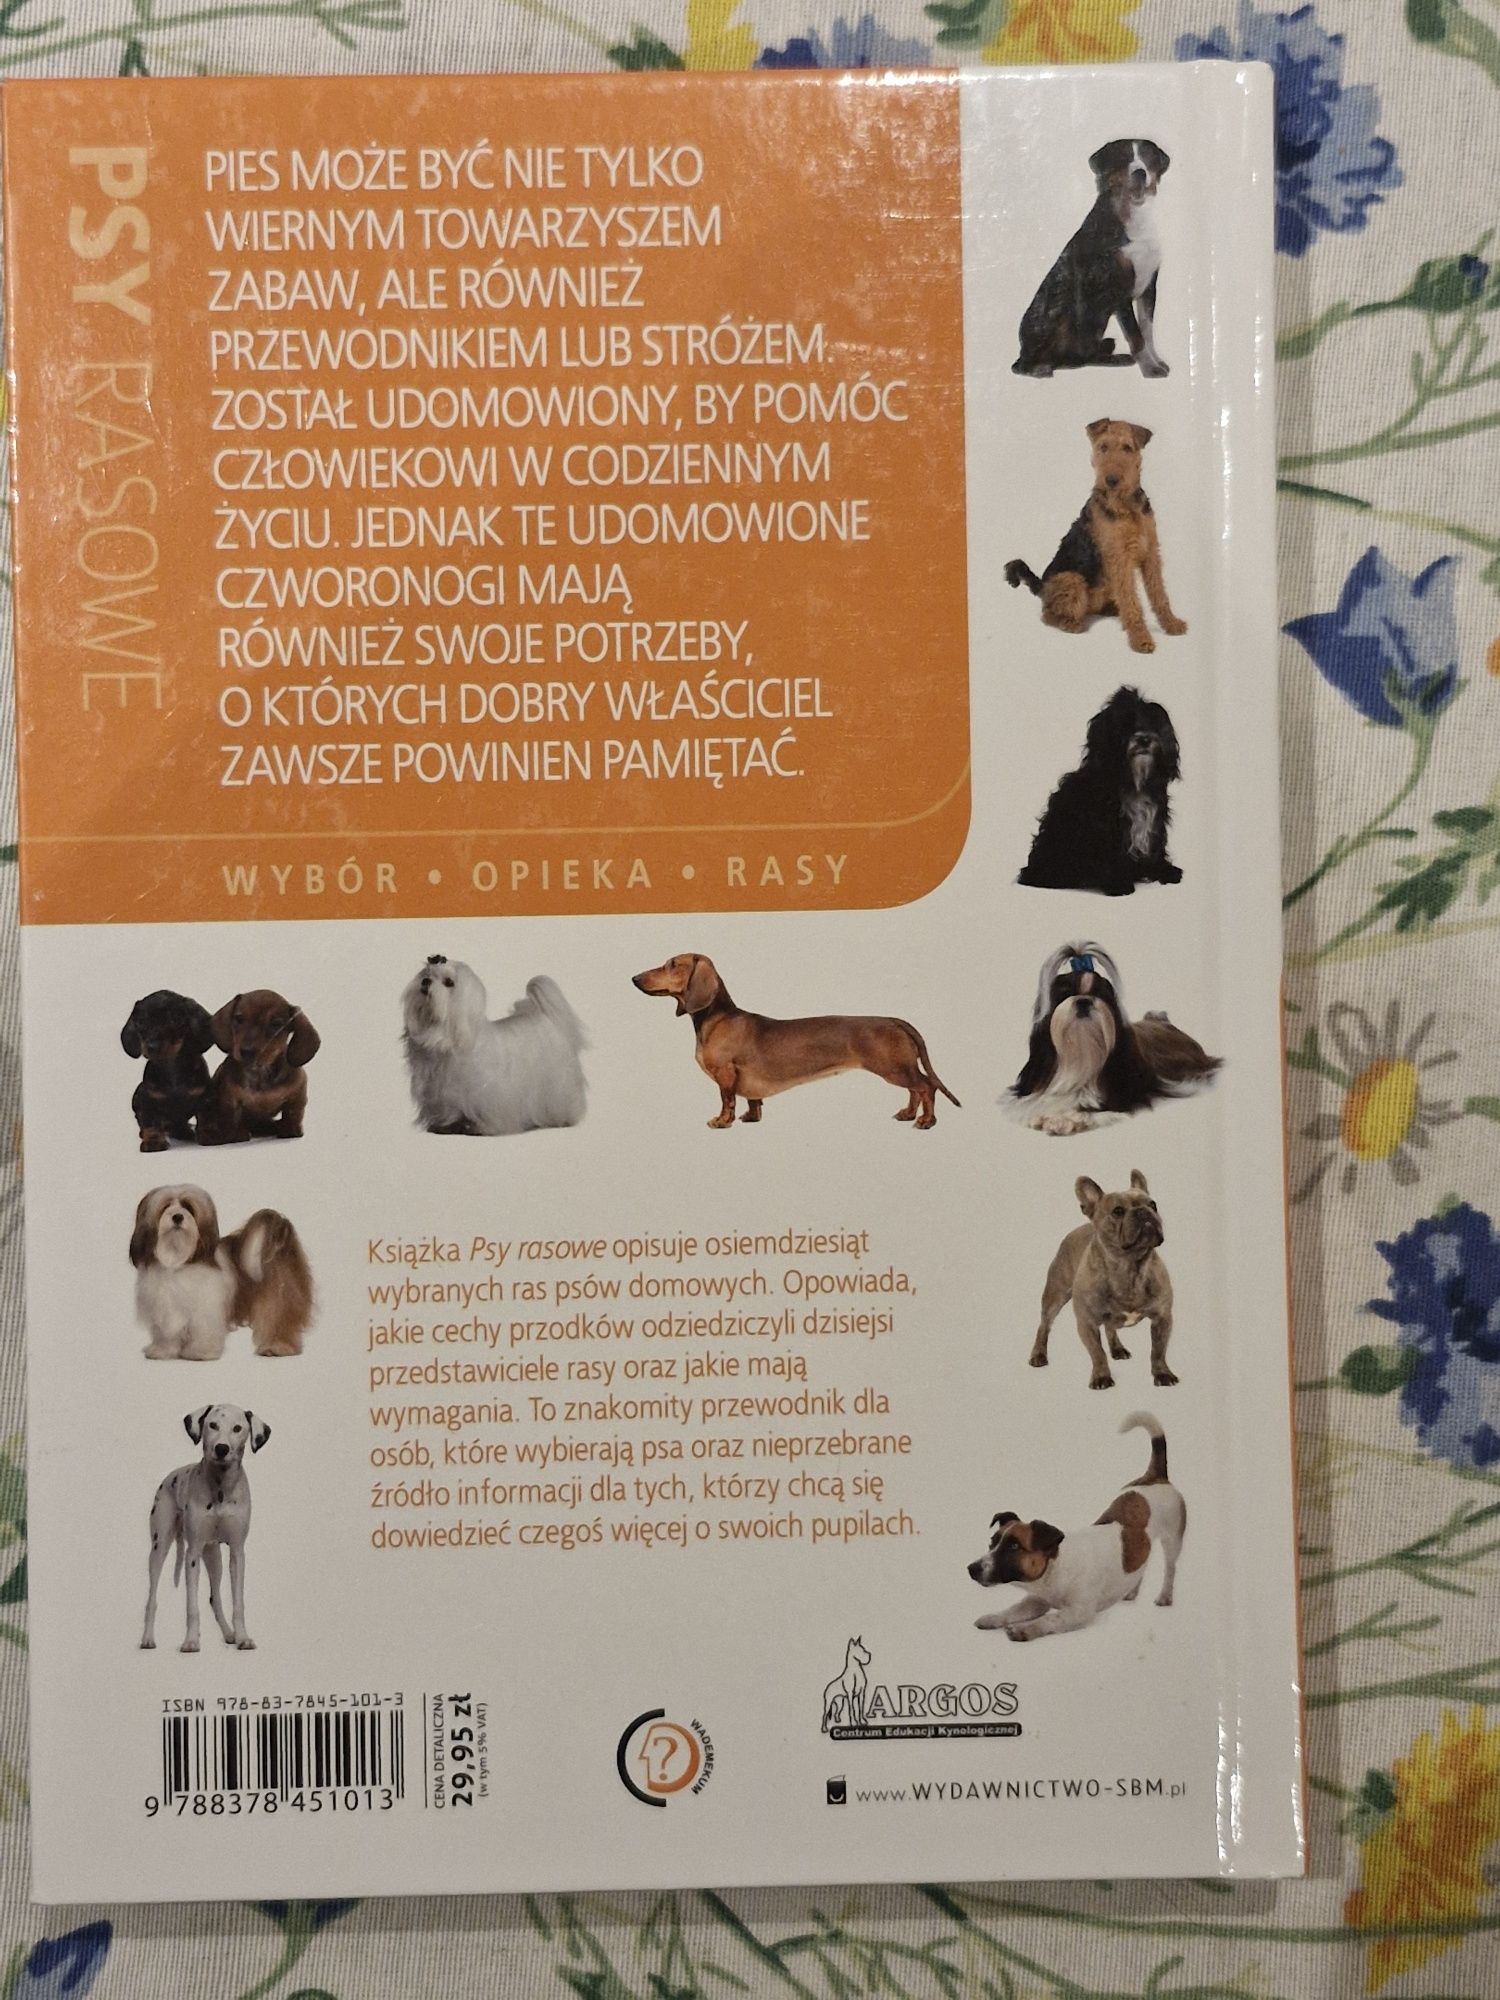 PSY RASOWE
PIES MOŻE BYĆ NIE TYLKO
WIERNYM TOWARZYSZEM
ZABAW, ALE RÓWNIEŻ
PRZEWODNIKIEM LUB STRÓŻEM.
ZOSTAŁ UDOMOWIONY, BY POMÓC
CZŁOWIEKOWI W CODZIENNYM
ŻYCIU. JEDNAK TE UDOMOWIONE
CZWORONOGI MAJĄ
RÓWNIEŻ SWOJE POTRZEBY,
O KTÓRYCH DOBRY WŁAŚCICIEL
ZAWSZE POWINIEN PAMIĘTAĆ.
WYBÓR • OPIEKA • RASY
Książka Psy rasowe opisuje osiemdziesiąt
wybranych ras psów domowych. Opowiada,
jakie cechy przodków odziedziczyli dzisiejsi
przedstawiciele rasy oraz jakie mają
wymagania. To znakomity przewodnik dla
osób, które wybierają psa oraz nieprzebrane
źródło informacji dla tych, którzy chcą się
dowiedzieć czegoś więcej o swoich pupilach.
ISBN 978-83-7845-101-3
9 788378 451013
CENA DETALICZNA
29,95 zł
(w tym 5% VAT)
?
WADEMEKUM
ARGOS
Centrum Edukacji Kynologicznej
www.WYDAWNICTWO-SBM.pl